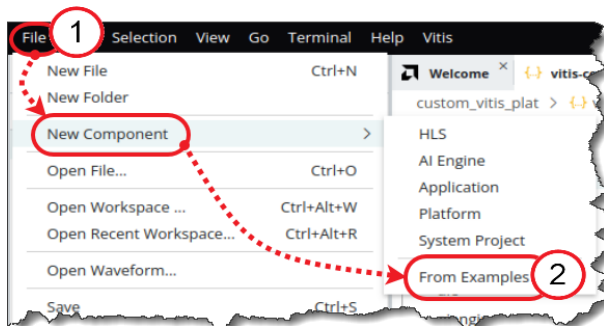 File 1 Selection View Go Terminal Help Vitis
New File Ctrl+N
New Folder
New Component >
Open File... Ctrl+O
Open Workspace ... Ctrl+Alt+W
Open Recent Workspace... Ctrl+Alt+R
Open Waveform...
Save Ctrl+S
Welcome × {..}
custom_vitis_plat > {..}
HLS
AI Engine
Application
Platform
System Project
From Examples 2